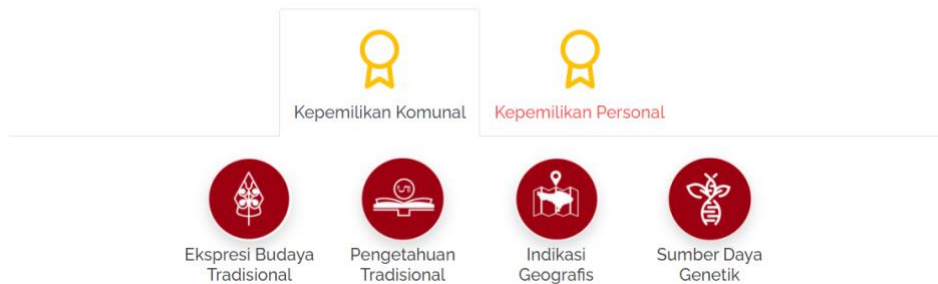 Kepemilikan Komunal
Kepemilikan Personal
Ekspresi Budaya
Tradisional
Pengetahuan
Tradisional
Indikasi
Geografis
Sumber Daya
Genetik